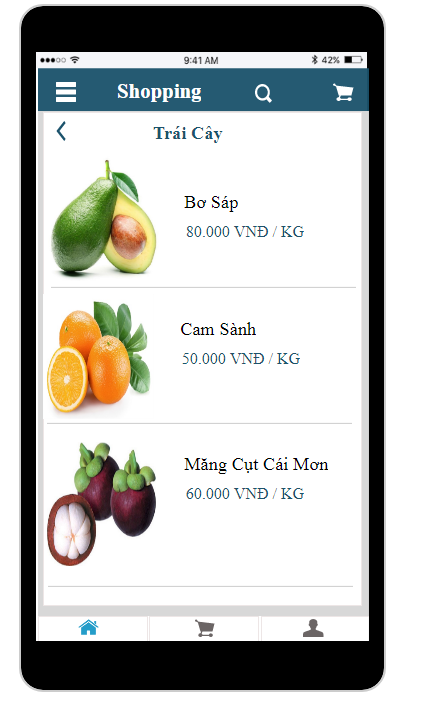 9:41 AM
42%
Shopping
Trái Cây
Bơ Sáp
80.000 VNĐ / KG
Cam Sành
50.000 VNĐ / KG
Măng Cụt Cái Mơn
60.000 VNĐ / KG